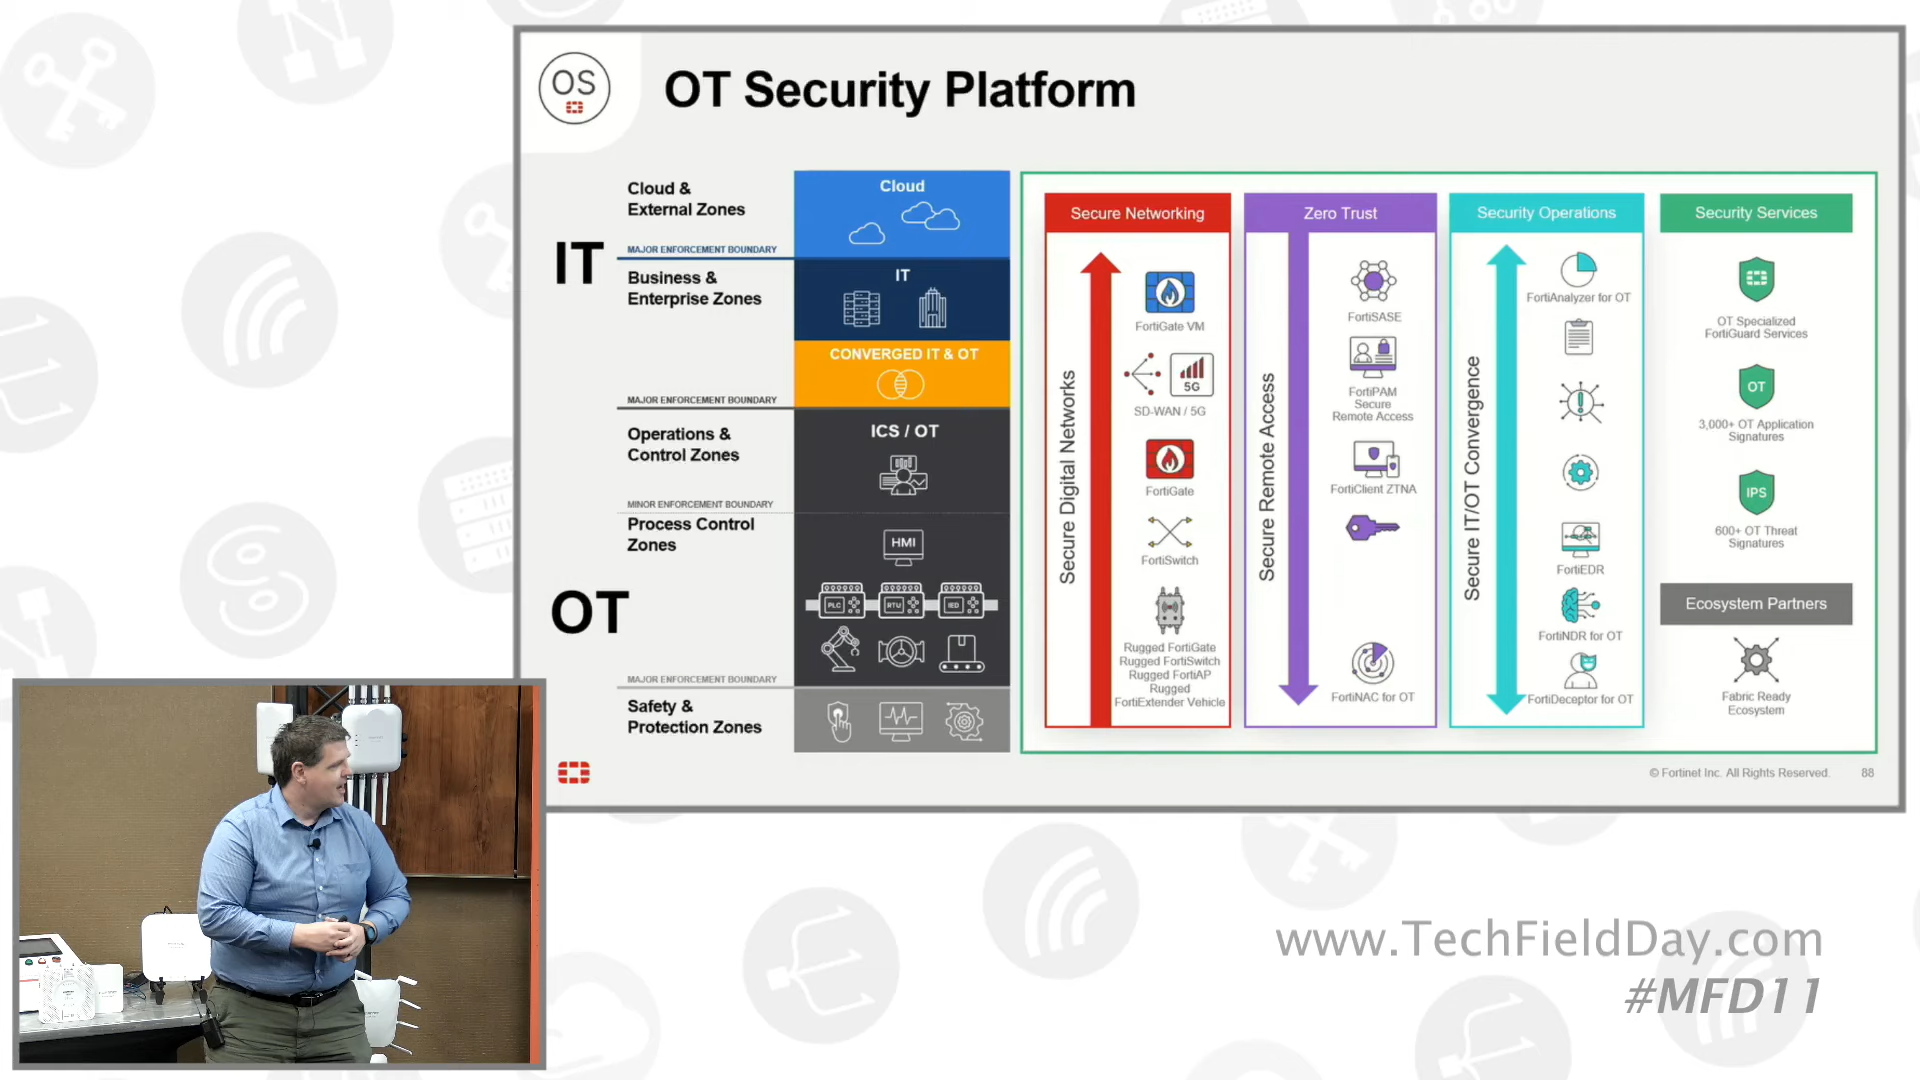 OS
OT Security Platform
Cloud &
External Zones
MAJOR ENFORCEMENT BOUNDARY
IT
Business &
Enterprise Zones
MAJOR ENFORCEMENT BOUNDARY
Operations &
Control Zones
MINOR ENFORCEMENT BOUNDARY
Process Control
Zones
OT
MAJOR ENFORCEMENT BOUNDARY
Safety &
Protection Zones
Cloud
IT
CONVERGED IT & OT
ICS / OT
HMI
PLC
RTU
IED
Secure Networking
Secure Digital Networks
FortiGate VM
5G
SD-WAN / 5G
FortiGate
FortiSwitch
Rugged FortiGate
Rugged FortiSwitch
Rugged FortiAP
Rugged
FortiExtender Vehicle
Zero Trust
Secure Remote Access
FortiSASE
FortiPAM
Secure
Remote Access
FortiClient ZTNA
FortiNAC for OT
Security Operations
Secure IT/OT Convergence
FortiAnalyzer for OT
FortiEDR
FortiNDR for OT
FortiDeceptor for OT
Security Services
OT Specialized
FortiGuard Services
OT
3,000+ OT Application
Signatures
IPS
600+ OT Threat
Signatures
Ecosystem Partners
Fabric Ready
Ecosystem
© Fortinet Inc. All Rights Reserved.
88
www.TechFieldDay.com
#MFD11